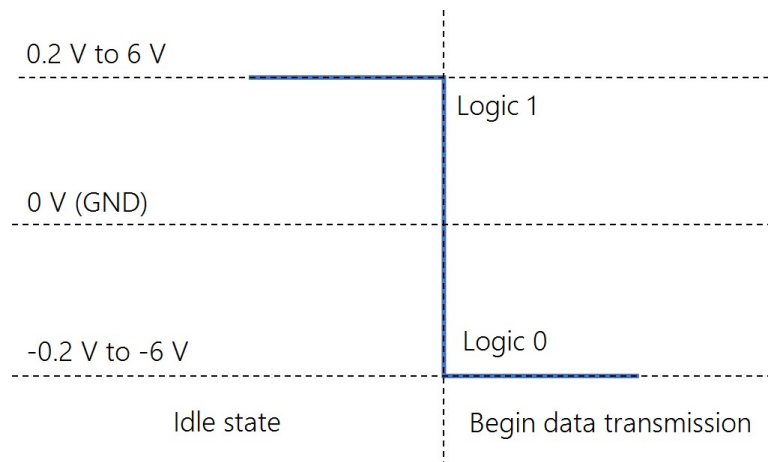 0.2 V to 6 V
Logic 1
0 V (GND)
Logic 0
-0.2 V to -6 V
Idle state
Begin data transmission